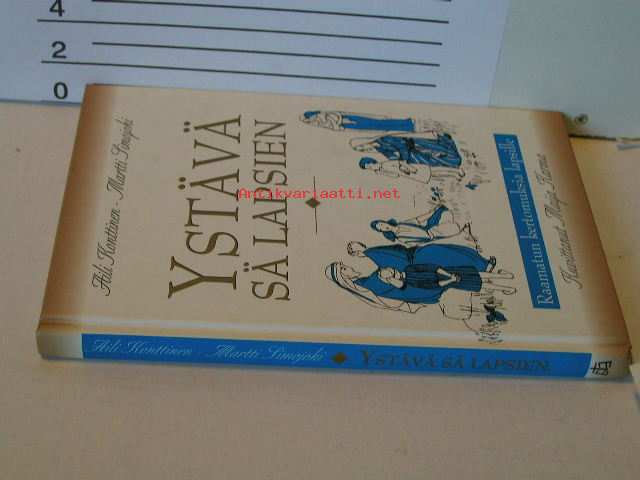 4
2
0
Aili Konttinen - Martti Simojoki
YSTÄVÄ
SÄ LAPSIEN
Raamatun kertomuksia lapsille
Kuvittanut Maija Karma
Antikvariaatti.net
Aili Konttinen - Martti Simojoki ◆ YSTÄVÄ SÄ LAPSIEN